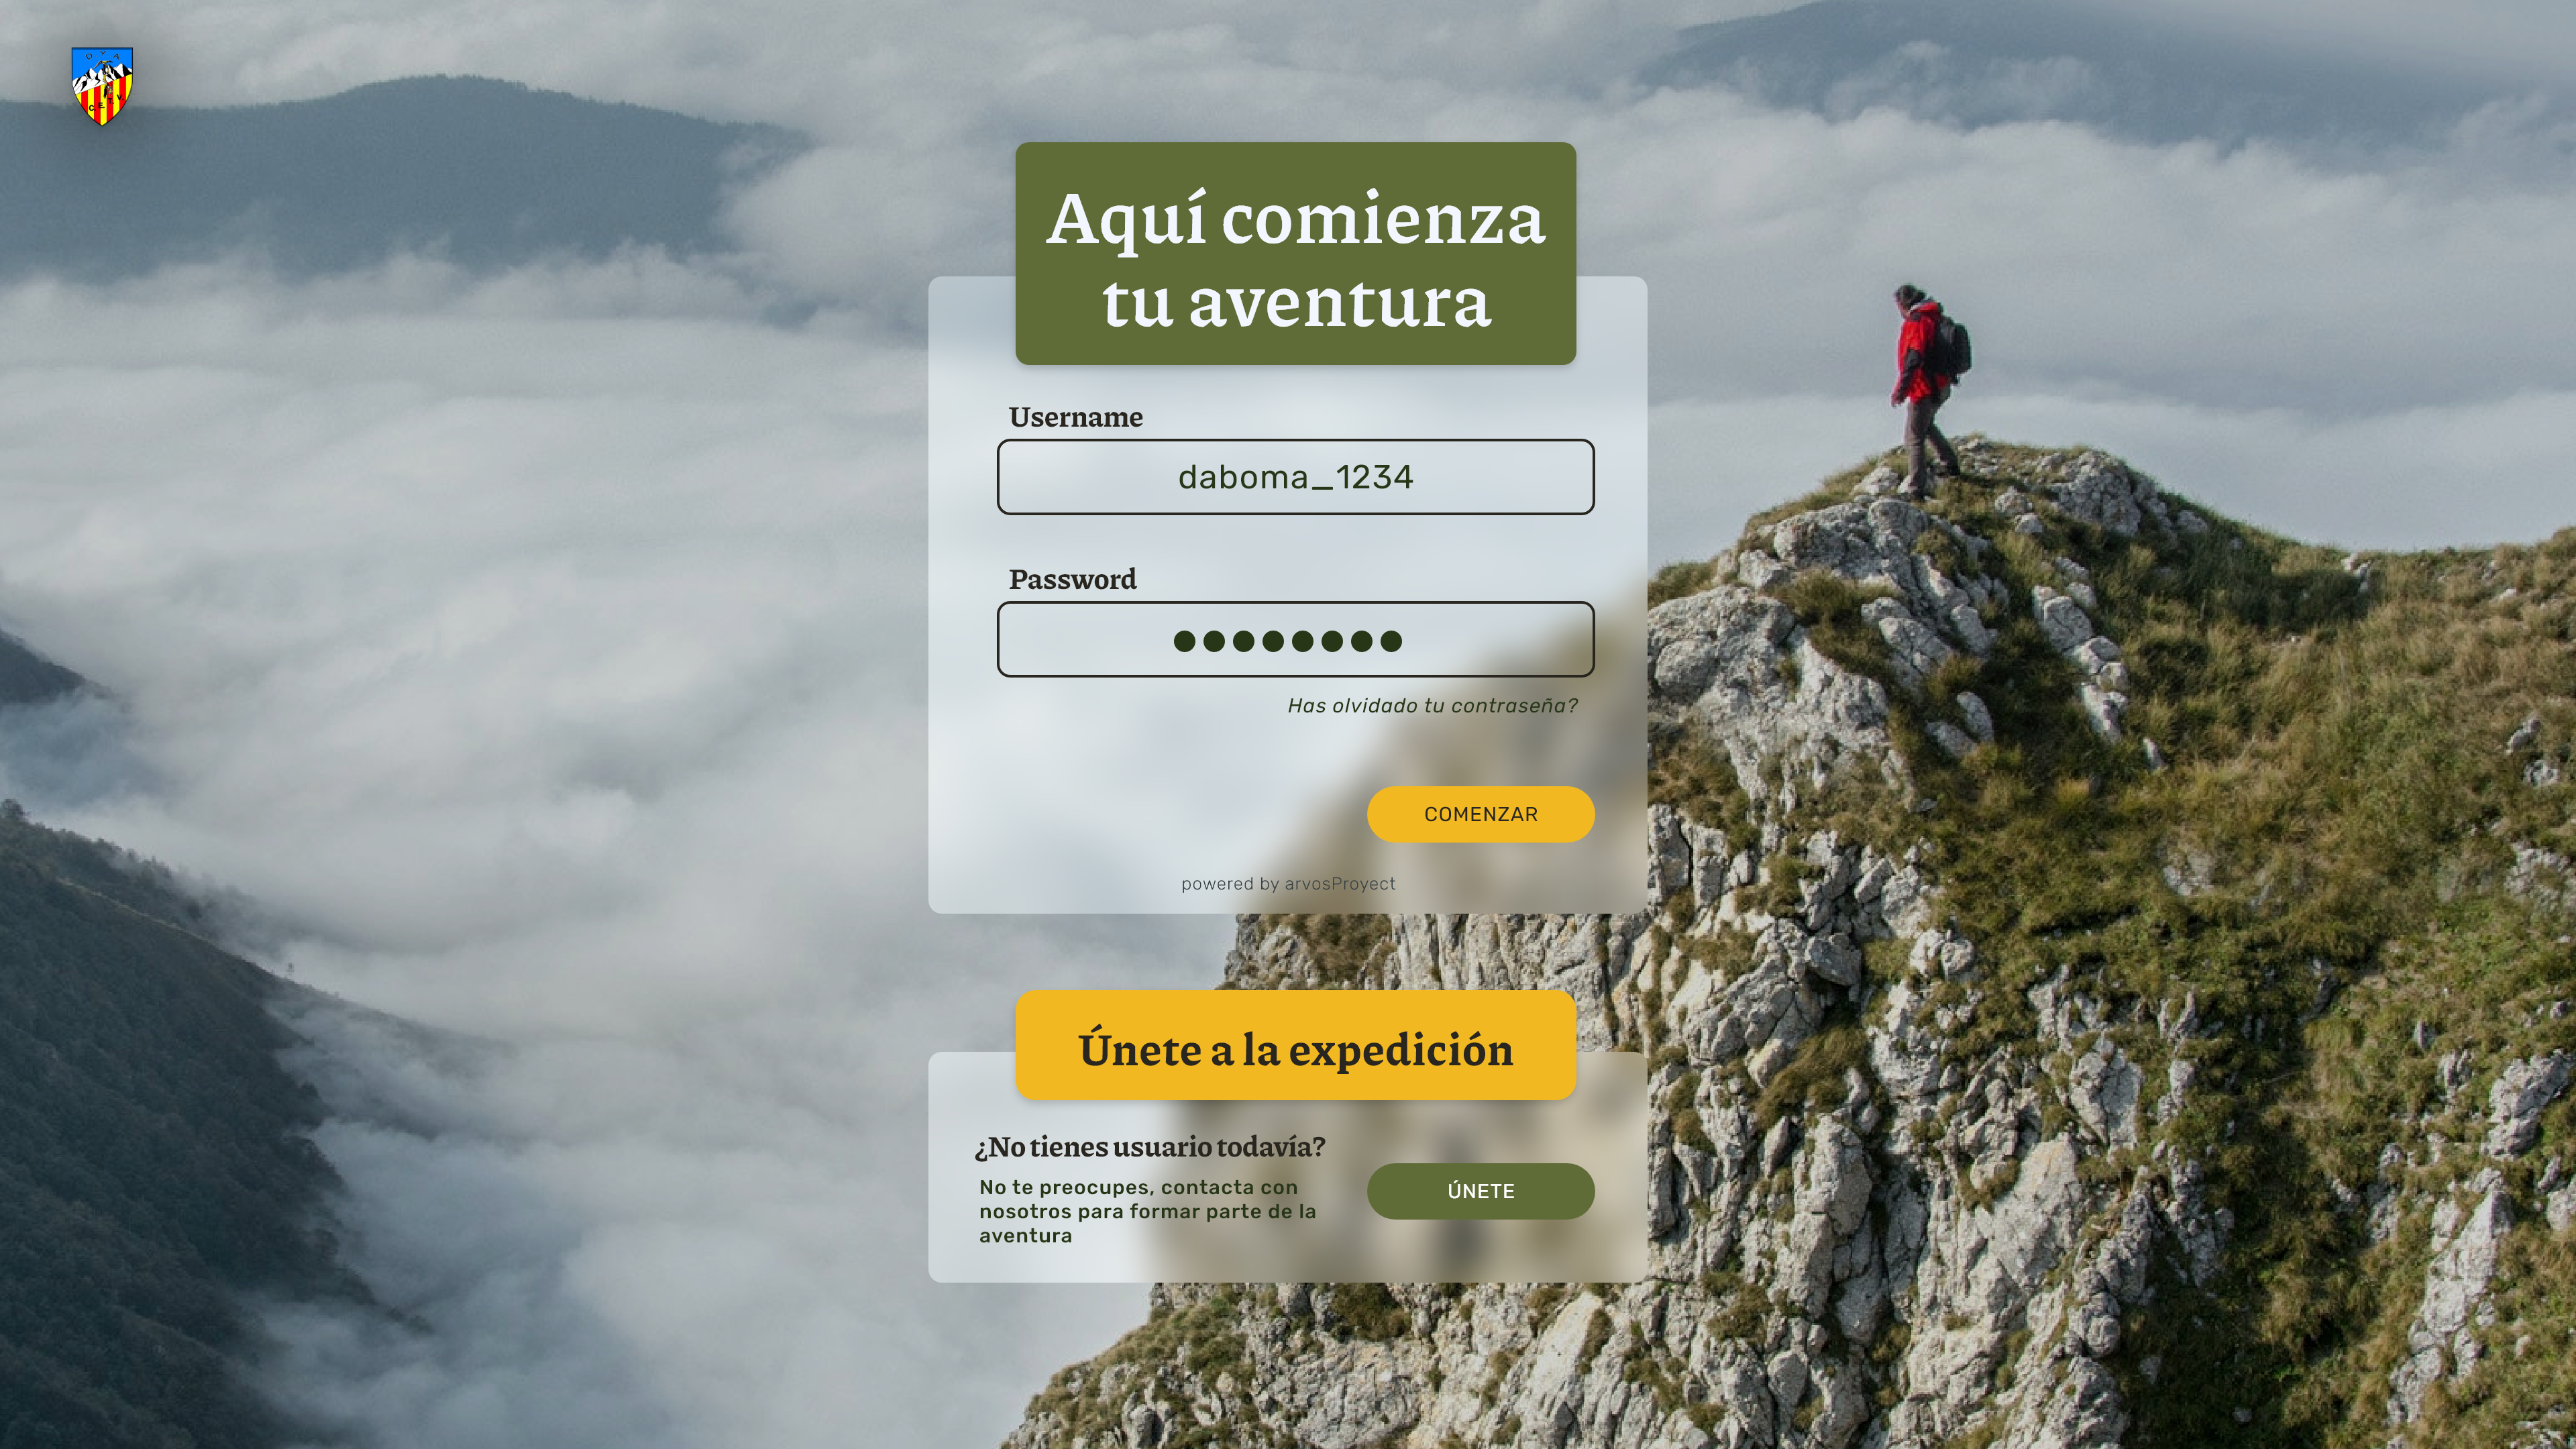 Aquí comienza
tu aventura
Username
daboma_1234
Password
Has olvidado tu contraseña?
COMENZAR
powered by arvosProyect
Únete a la expedición
¿No tienes usuario todavía?
No te preocupes, contacta con
nosotros para formar parte de la
aventura
ÚNETE